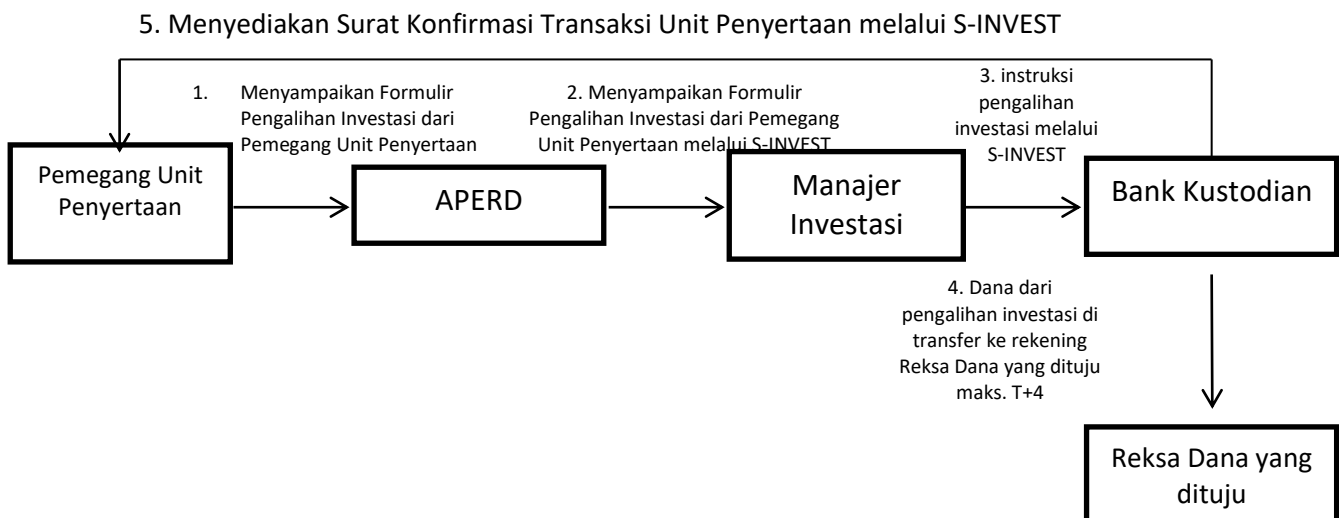 5. Menyediakan Surat Konfirmasi Transaksi Unit Penyertaan melalui S-INVEST
1. Menyampaikan Formulir
Pengalihan Investasi dari
Pemegang Unit Penyertaan
2. Menyampaikan Formulir
Pengalihan Investasi dari Pemegang
Unit Penyertaan melalui S-INVEST
3. instruksi
pengalihan
investasi melalui
S-INVEST
Pemegang Unit
Penyertaan
APERD
Manajer
Investasi
Bank Kustodian
4. Dana dari
pengalihan investasi di
transfer ke rekening
Reksa Dana yang dituju
maks. T+4
Reksa Dana yang
dituju